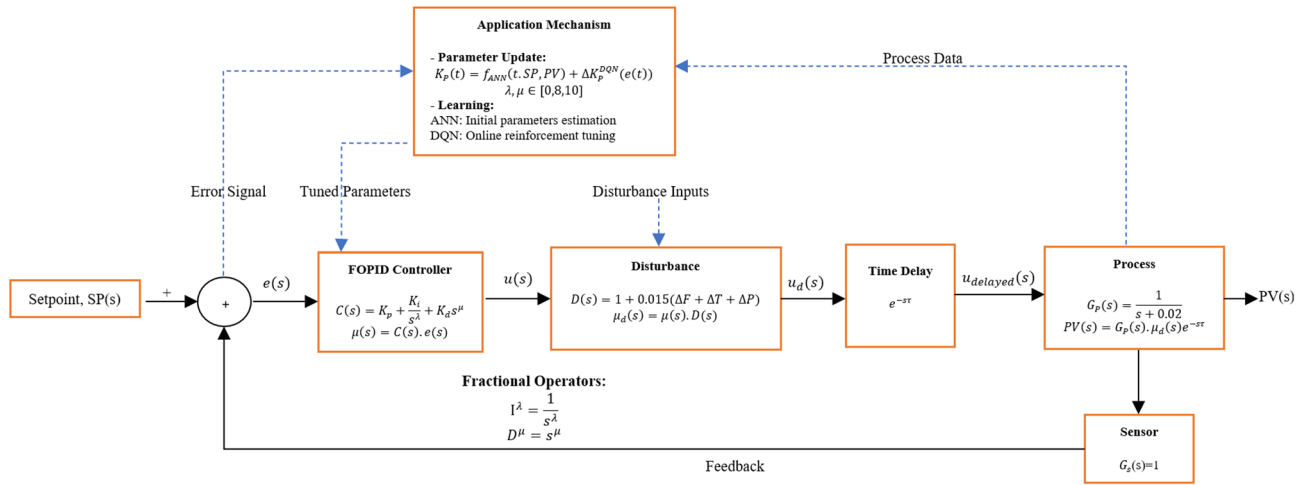 Application Mechanism
- Parameter Update:
K_P(t) = f_ANN(t.SP, PV) + ΔK_P^DQN(e(t))
λ, μ ∈ [0,8,10]
- Learning:
ANN: Initial parameters estimation
DQN: Online reinforcement tuning
Process Data
Error Signal
Tuned Parameters
Disturbance Inputs
Setpoint, SP(s)
+
+
e(s)
FOPID Controller
C(s) = K_p + K_i/s^λ + K_d s^μ
μ(s) = C(s). e(s)
u(s)
Disturbance
D(s) = 1 + 0.015(ΔF + ΔT + ΔP)
μ_d(s) = μ(s). D(s)
u_d(s)
Time Delay
e^{-sτ}
u_delayed(s)
Process
G_P(s) = 1/(s + 0.02)
PV(s) = G_P(s). μ_d(s)e^{-sτ}
PV(s)
Fractional Operators:
I^λ = 1/s^λ
D^μ = s^μ
Sensor
G_s(s)=1
Feedback